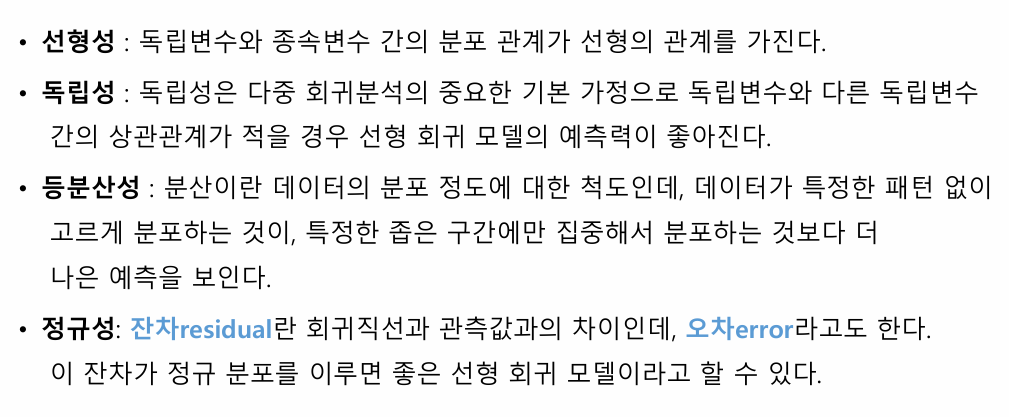 • 선형성 : 독립변수와 종속변수 간의 분포 관계가 선형의 관계를 가진다.
• 독립성 : 독립성은 다중 회귀분석의 중요한 기본 가정으로 독립변수와 다른 독립변수
간의 상관관계가 적을 경우 선형 회귀 모델의 예측력이 좋아진다.
• 등분산성 : 분산이란 데이터의 분포 정도에 대한 척도인데, 데이터가 특정한 패턴 없이
고르게 분포하는 것이, 특정한 좁은 구간에만 집중해서 분포하는 것보다 더
나은 예측을 보인다.
• 정규성: 잔차residual란 회귀직선과 관측값과의 차이인데, 오차error라고도 한다.
이 잔차가 정규 분포를 이루면 좋은 선형 회귀 모델이라고 할 수 있다.